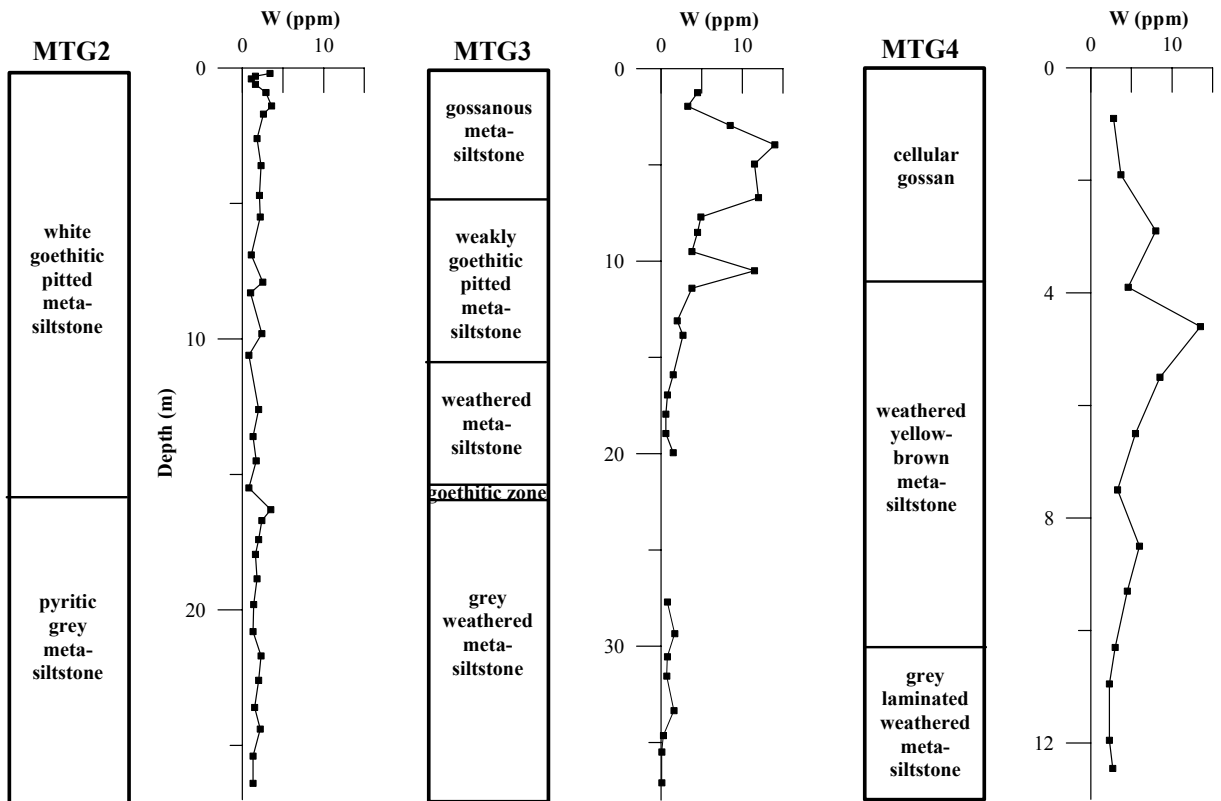 W (ppm)
0
10
MTG2
0
10
20
Depth (m)
white
goethitic
pitted
meta-
siltstone
pyritic
grey
meta-
siltstone
W (ppm)
0
10
MTG3
0
10
20
30
gossanous
meta-
siltstone
weakly
goethitic
pitted
meta-
siltstone
weathered
meta-
siltstone
goethitic zone
grey
weathered
meta-
siltstone
W (ppm)
0
10
MTG4
0
4
8
12
cellular
gossan
weathered
yellow-
brown
meta-
siltstone
grey
laminated
weathered
meta-
siltstone